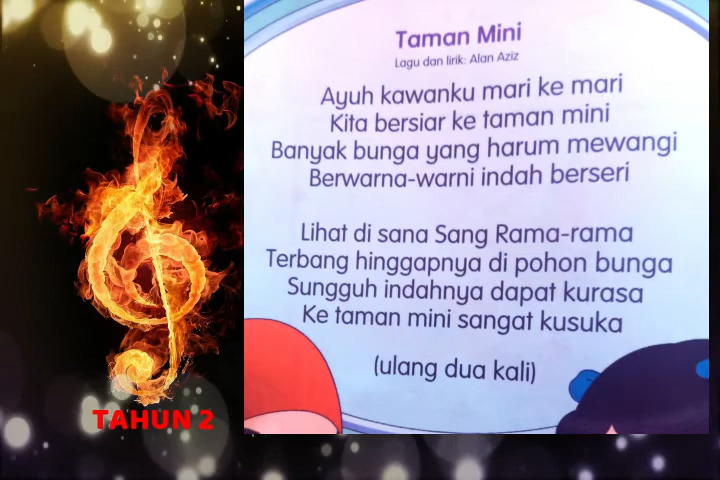 Taman Mini
Lagu dan lirik: Alan Aziz
Ayuh kawanku mari ke mari
Kita bersiar ke taman mini
Banyak bunga yang harum mewangi
Berwarna-warni indah berseri
Lihat di sana Sang Rama-rama
Terbang hinggapnya di pohon bunga
Sungguh indahnya dapat kurasa
Ke taman mini sangat kusuka
(ulang dua kali)
TAHUN 2